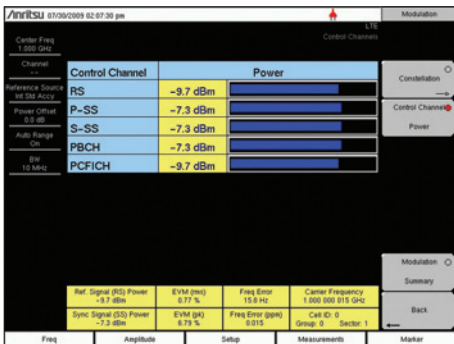 Anritsu 07/30/2009 02:07:30 pm
Modulation
LTE
Control Channels
Center Freq
1.000 GHz
Channel
--
Reference Source
Int Std Accy
Power Offset
0.0 dB
Auto Range
On
BW
10 MHz
Control Channel Power
RS -9.7 dBm
P-SS -7.3 dBm
S-SS -7.3 dBm
PBCH -7.3 dBm
PCFICH -9.7 dBm
Constellation
Control Channel
Power
Modulation
Summary
Back
Ref. Signal (RS) Power
-9.7 dBm
EVM (rms)
0.77 %
Freq Error
15.6 Hz
Carrier Frequency
1.000 000 015 GHz
Sync Signal (SS) Power
-7.3 dBm
EVM (pk)
6.79 %
Freq Error (ppm)
0.015
Cell ID: 0
Group: 0 Sector: 1
Freq Amplitude Setup Measurements Marker